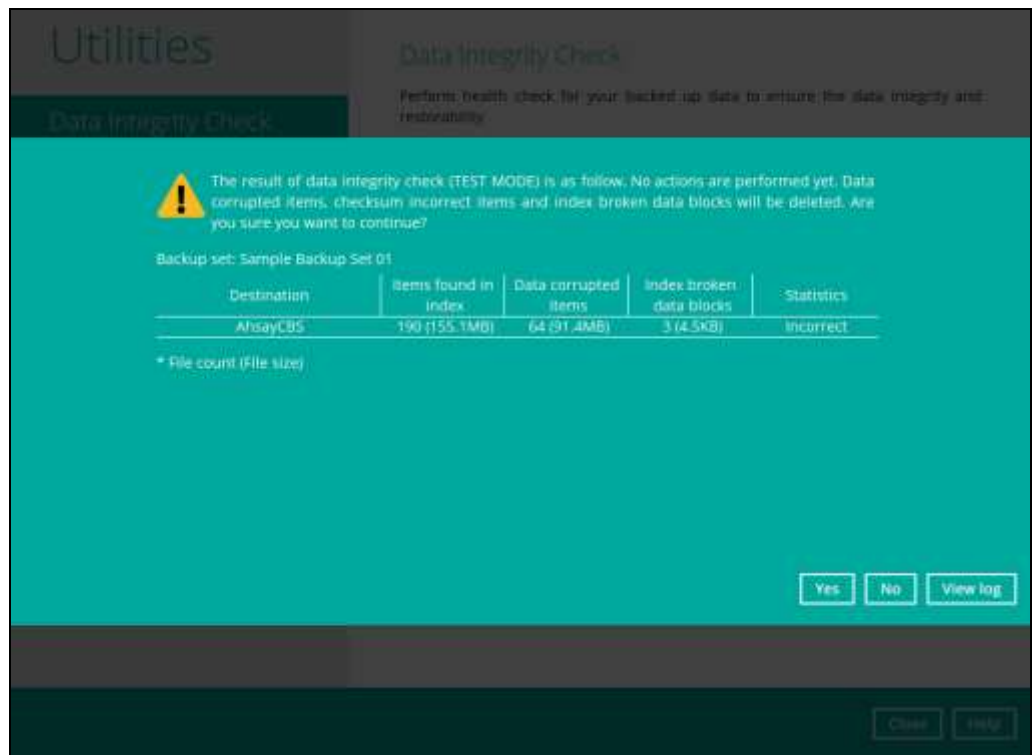 Utilities
Data Integrity Check
Perform health check for your backed up data to ensure the data integrity and
restorability
Data Integrity Check
The result of data integrity check (TEST MODE) is as follow. No actions are performed yet. Data
corrupted items, checksum incorrect items and index broken data blocks will be deleted. Are
you sure you want to continue?
Backup set: Sample Backup Set 01
Destination
Items found in
index
Data corrupted
items
Index broken
data blocks
Statistics
AhsayCBS
190 (155.1MB)
64 (91.4MB)
3 (4.5KB)
Incorrect
* File count (File size)
Yes
No
View log
Close
Help